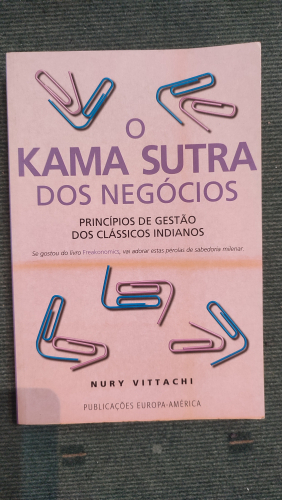 O
KAMA SUTRA
DOS NEGÓCIOS
PRINCÍPIOS DE GESTÃO
DOS CLÁSSICOS INDIANOS
Se gostou do livro Freakonomics, vai adorar estas pérolas de sabedoria milenar.
NURY VITTACHI
PUBLICAÇÕES EUROPA-AMÉRICA